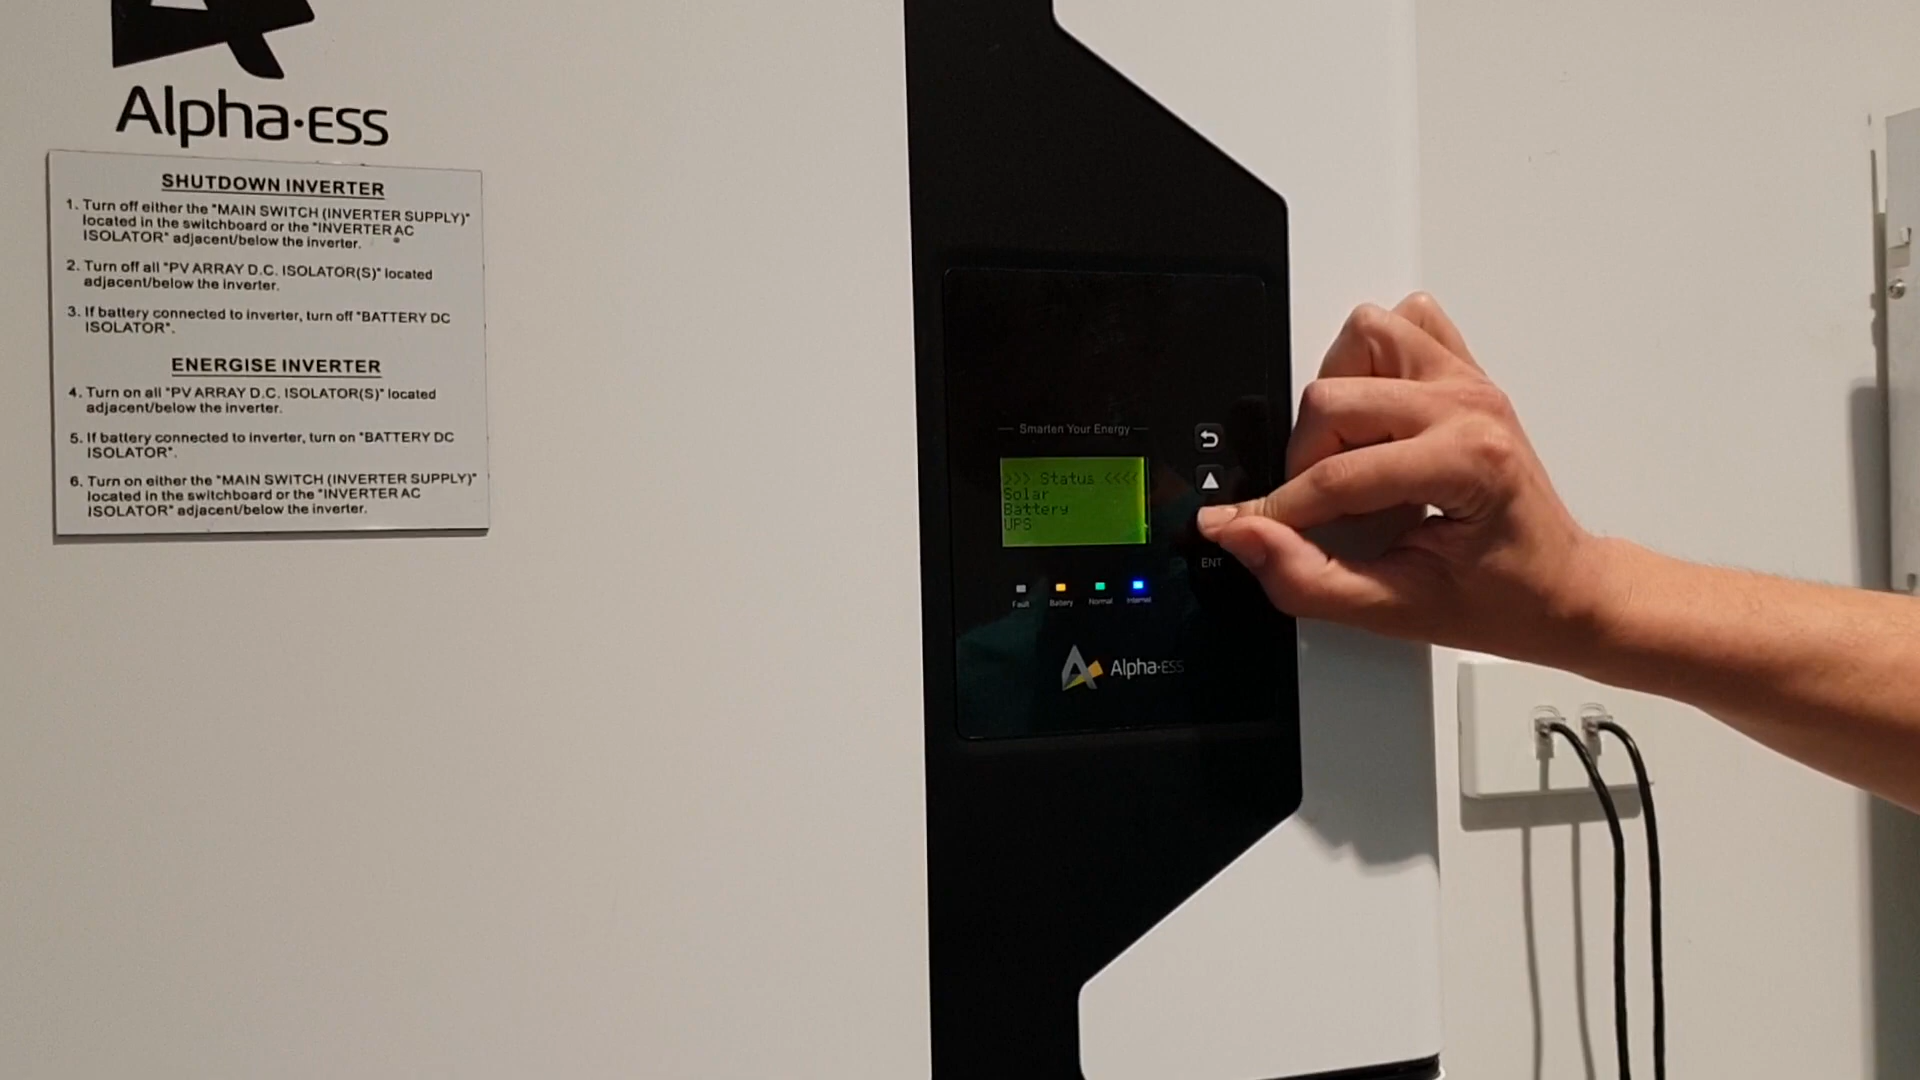 Alpha·ESS
SHUTDOWN INVERTER
1. Turn off either the "MAIN SWITCH (INVERTER SUPPLY)"
located in the switchboard or the "INVERTER AC
ISOLATOR" adjacent/below the inverter.
2. Turn off all "PV ARRAY D.C. ISOLATOR(S)" located
adjacent/below the inverter.
3. If battery connected to inverter, turn off "BATTERY DC
ISOLATOR".
ENERGISE INVERTER
4. Turn on all "PV ARRAY D.C. ISOLATOR(S)" located
adjacent/below the inverter.
5. If battery connected to inverter, turn on "BATTERY DC
ISOLATOR".
6. Turn on either the "MAIN SWITCH (INVERTER SUPPLY)"
located in the switchboard or the "INVERTER AC
ISOLATOR" adjacent/below the inverter.
Smarten Your Energy
>>> Status <<<<
Solar
Battery
UPS
ENT
Fault Battery Normal
Alpha·ESS